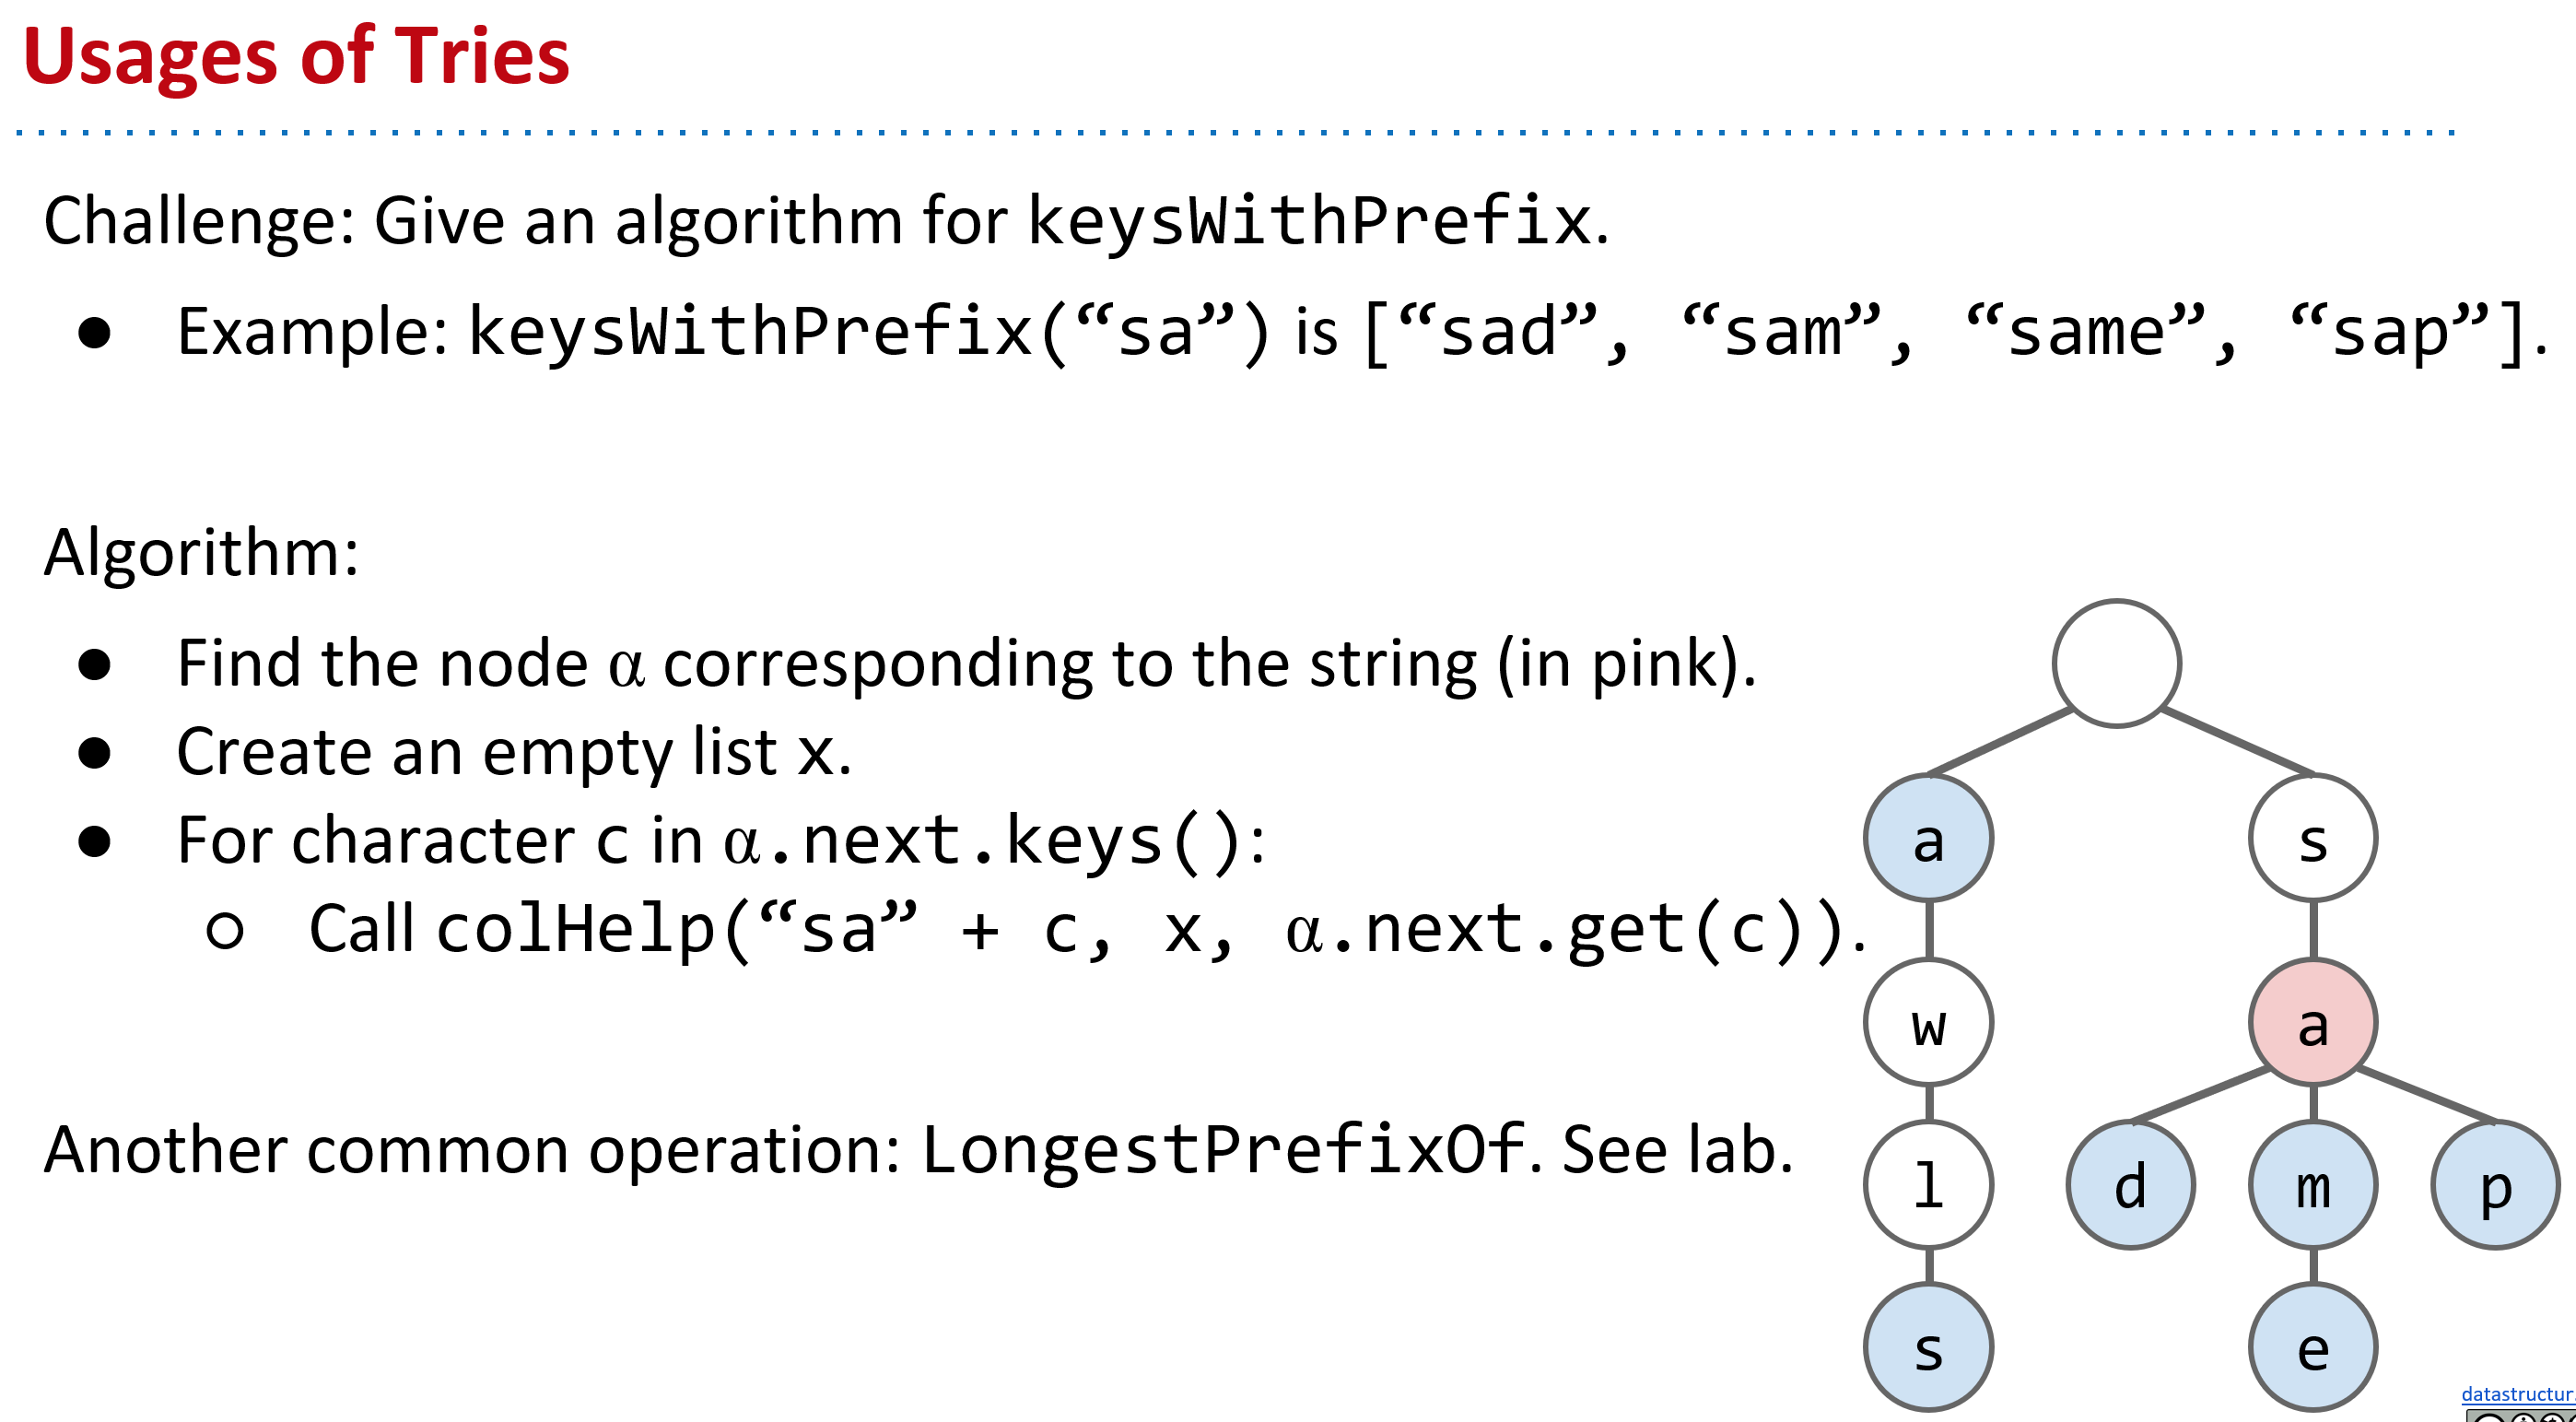 Usages of Tries
Challenge: Give an algorithm for keysWithPrefix.
● Example: keysWithPrefix(“sa”) is [“sad”, “sam”, “same”, “sap”].
Algorithm:
● Find the node α corresponding to the string (in pink).
● Create an empty list x.
● For character c in α.next.keys():
○ Call colHelp(“sa” + c, x, α.next.get(c)).
Another common operation: LongestPrefixOf. See lab.
a s
w a
l d m p
s e
datastructur